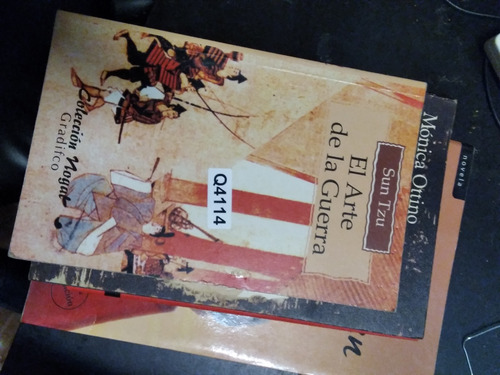 Sun Tzu
El Arte
de la Guerra
Q4114
Colección Nogal
Gradifco
Mónica Ottino
novela